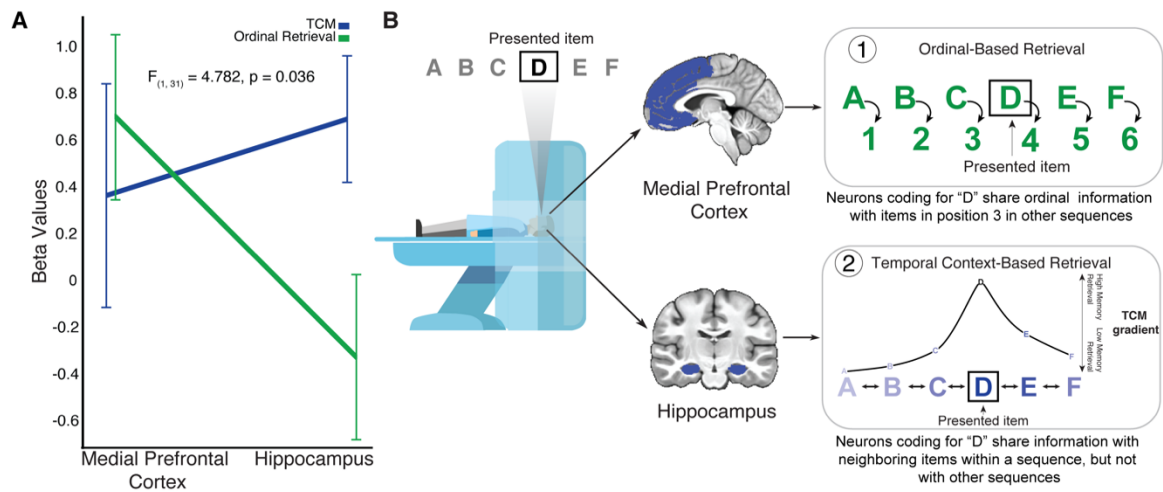 A
TCM
Ordinal Retrieval
F(1, 31) = 4.782, p = 0.036
1.0
0.8
0.6
0.4
0.2
0
-0.2
-0.4
-0.6
Beta Values
Medial Prefrontal
Cortex
Hippocampus
B
Presented item
A B C D E F
Medial Prefrontal
Cortex
Hippocampus
1
Ordinal-Based Retrieval
A B C D E F
1 2 3 4 5 6
Presented item
Neurons coding for “D” share ordinal information
with items in position 3 in other sequences
2
Temporal Context-Based Retrieval
A B C D E F
High Memory
Retrieval
Low Memory
Retrieval
TCM
gradient
A B C D E F
Presented item
Neurons coding for “D” share information with
neighboring items within a sequence, but not
with other sequences